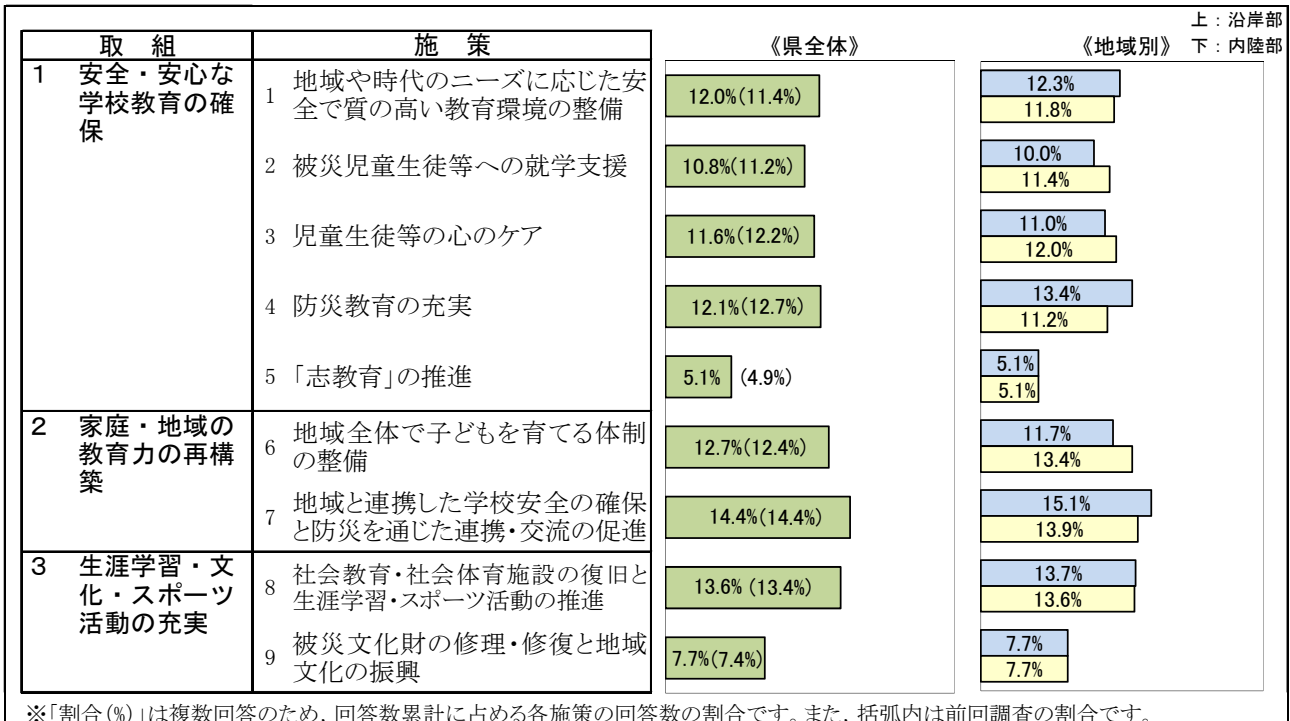 上：沿岸部
取　組　施　策　《県全体》　《地域別》　下：内陸部
1　安全・安心な
学校教育の確
保
1　地域や時代のニーズに応じた安
全で質の高い教育環境の整備
12.0%(11.4%)
12.3%
11.8%
2　被災児童生徒等への就学支援
10.8%(11.2%)
10.0%
11.4%
3　児童生徒等の心のケア
11.6%(12.2%)
11.0%
12.0%
4　防災教育の充実
12.1%(12.7%)
13.4%
11.2%
5　「志教育」の推進
5.1%　(4.9%)
5.1%
5.1%
2　家庭・地域の
教育力の再構
築
6　地域全体で子どもを育てる体制
の整備
12.7%(12.4%)
11.7%
13.4%
7　地域と連携した学校安全の確保
と防災を通じた連携・交流の促進
14.4%(14.4%)
15.1%
13.9%
3　生涯学習・文
化・スポーツ
活動の充実
8　社会教育・社会体育施設の復旧と
生涯学習・スポーツ活動の推進
13.6% (13.4%)
13.7%
13.6%
9　被災文化財の修理・修復と地域
文化の振興
7.7%(7.4%)
7.7%
7.7%
※「割合(%)」は複数回答のため，回答数累計に占める各施策の回答数の割合です。また，括弧内は前回調査の割合です。